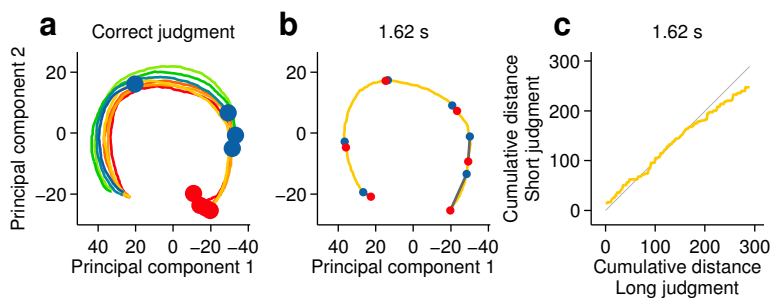 a
Correct judgment
Principal component 2
20
0
−20
40 20 0 −20 −40
Principal component 1
b
1.62 s
20
0
−20
40 20 0 −20 −40
Principal component 1
c
1.62 s
Cumulative distance
Short judgment
300
200
100
0
0 100 200 300
Cumulative distance
Long judgment